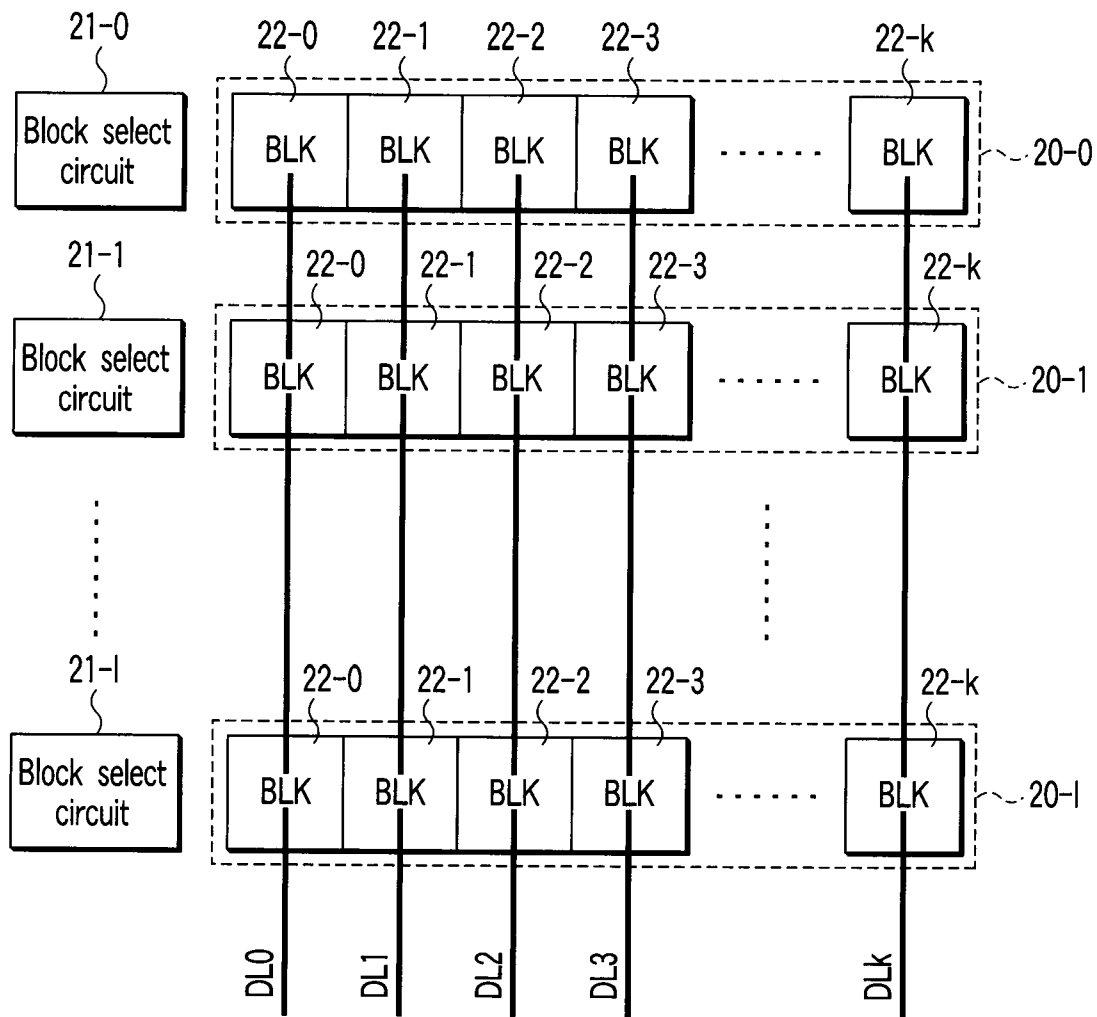 21-0 22-0 22-1 22-2 22-3 22-k
Block select
circuit
BLK BLK BLK BLK BLK
20-0
21-1 22-0 22-1 22-2 22-3 22-k
Block select
circuit
BLK BLK BLK BLK BLK
20-1
21-l 22-0 22-1 22-2 22-3 22-k
Block select
circuit
BLK BLK BLK BLK BLK
20-l
DL0 DL1 DL2 DL3 DLk